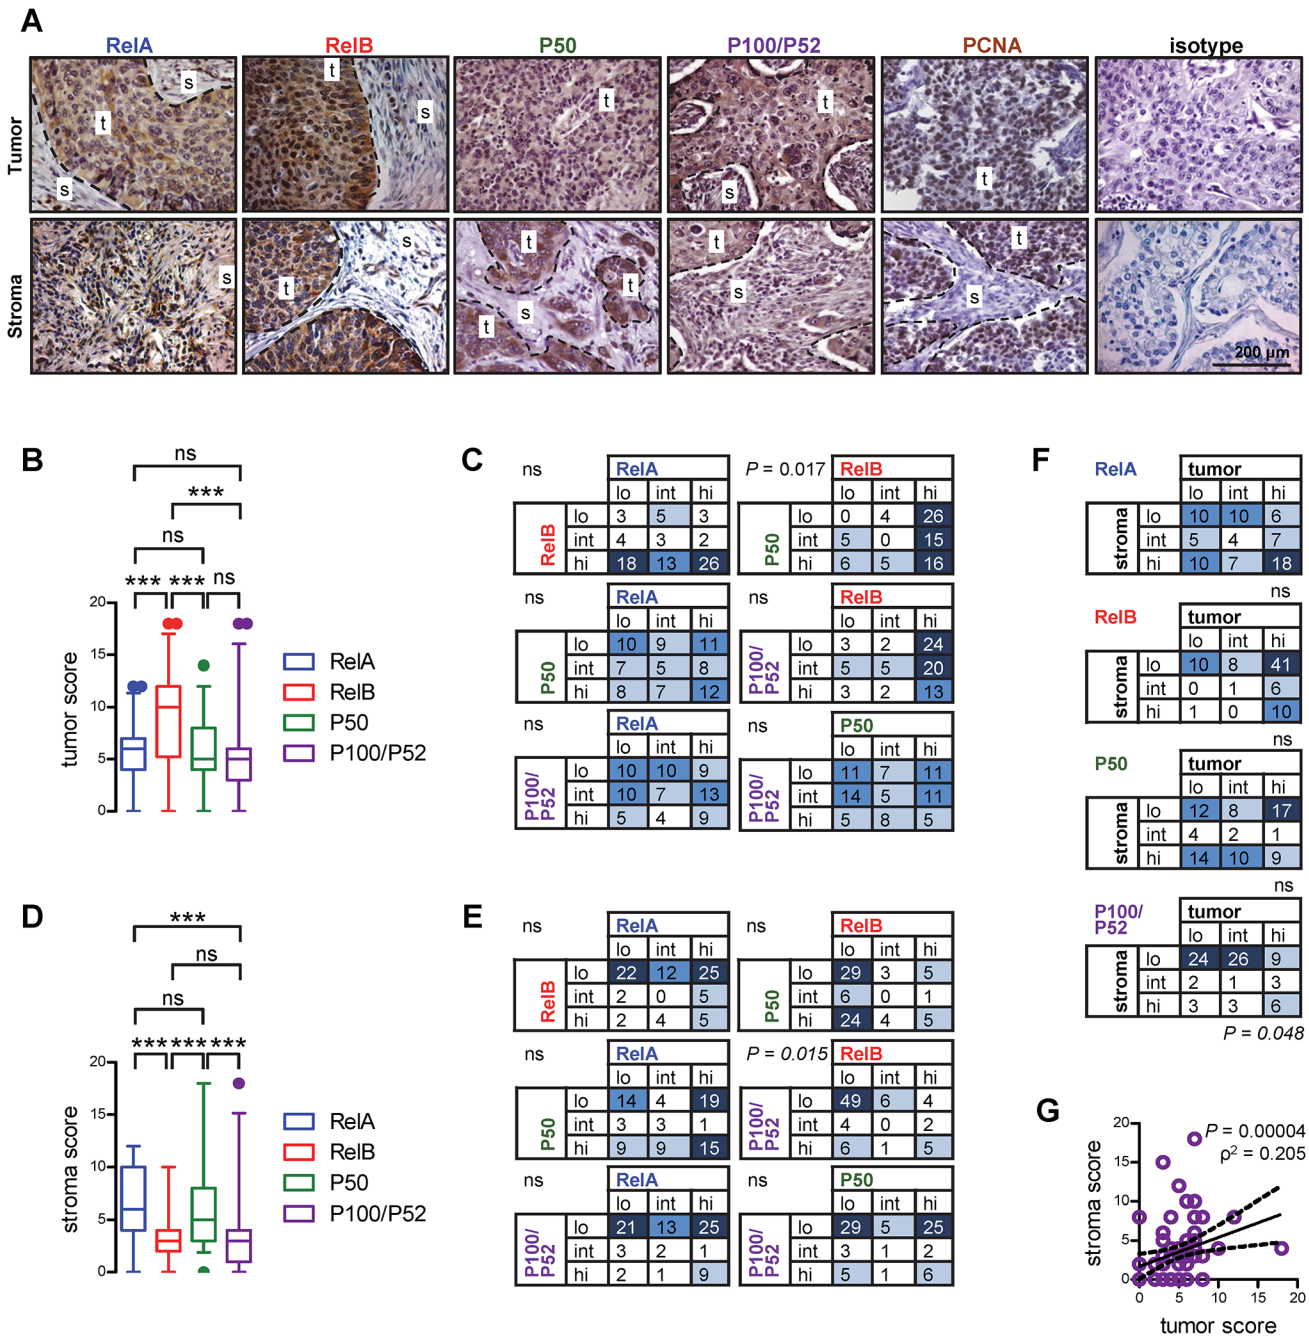 A
RelA RelB P50 P100/P52 PCNA isotype
Tumor
s t s
t s
t
t s
t
Stroma
s
t s
t t s t
t s
t s
200 µm
B
ns
***
ns
*** *** ns
20
15
10
5
0
tumor score
RelA
RelB
P50
P100/P52
C
ns RelA
lo int hi
RelB
lo 3 5 3
int 4 3 2
hi 18 13 26
P = 0.017 RelB
lo int hi
P50
lo 0 4 26
int 5 0 15
hi 6 5 16
ns RelA
lo int hi
P50
lo 10 9 11
int 7 5 8
hi 8 7 12
ns RelB
lo int hi
P100/
P52
lo 3 2 24
int 5 5 20
hi 3 2 13
ns RelA
lo int hi
P100/
P52
lo 10 10 9
int 10 7 13
hi 5 4 9
ns P50
lo int hi
P100/
P52
lo 11 7 11
int 14 5 11
hi 5 8 5
D
***
ns
ns
*** *** ***
20
15
10
5
0
stroma score
RelA
RelB
P50
P100/P52
E
ns RelA
lo int hi
RelB
lo 22 12 25
int 2 0 5
hi 2 4 5
ns RelB
lo int hi
P50
lo 29 3 5
int 6 0 1
hi 24 4 5
ns RelA
lo int hi
P50
lo 14 4 19
int 3 3 1
hi 9 9 15
P = 0.015 RelB
lo int hi
P100/
P52
lo 49 6 4
int 4 0 2
hi 6 1 5
ns RelA
lo int hi
P100/
P52
lo 21 13 25
int 3 2 1
hi 2 1 9
ns P50
lo int hi
P100/
P52
lo 29 5 25
int 3 1 2
hi 5 1 6
F
RelA tumor
lo int hi
stroma
lo 10 10 6
int 5 4 7
hi 10 7 18
ns
RelB tumor
lo int hi
stroma
lo 10 8 41
int 0 1 6
hi 1 0 10
ns
P50 tumor
lo int hi
stroma
lo 12 8 17
int 4 2 1
hi 14 10 9
ns
P100/
P52
tumor
lo int hi
stroma
lo 24 26 9
int 2 1 3
hi 3 3 6
P = 0.048
G
P = 0.00004
ρ² = 0.205
20
15
10
5
0
stroma score
0 5 10 15 20
tumor score